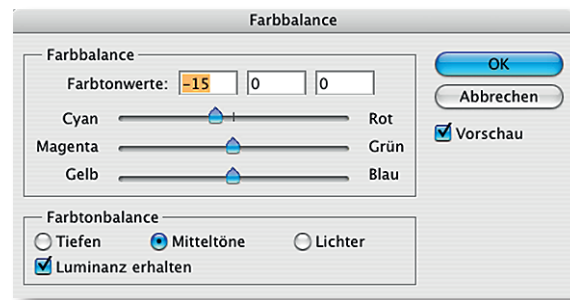 Farbbalance
Farbbalance
Farbtonwerte: -15 0 0
Cyan Rot
Magenta Grün
Gelb Blau
Farbtonbalance
Tiefen Mitteltöne Lichter
Luminanz erhalten
OK
Abbrechen
Vorschau